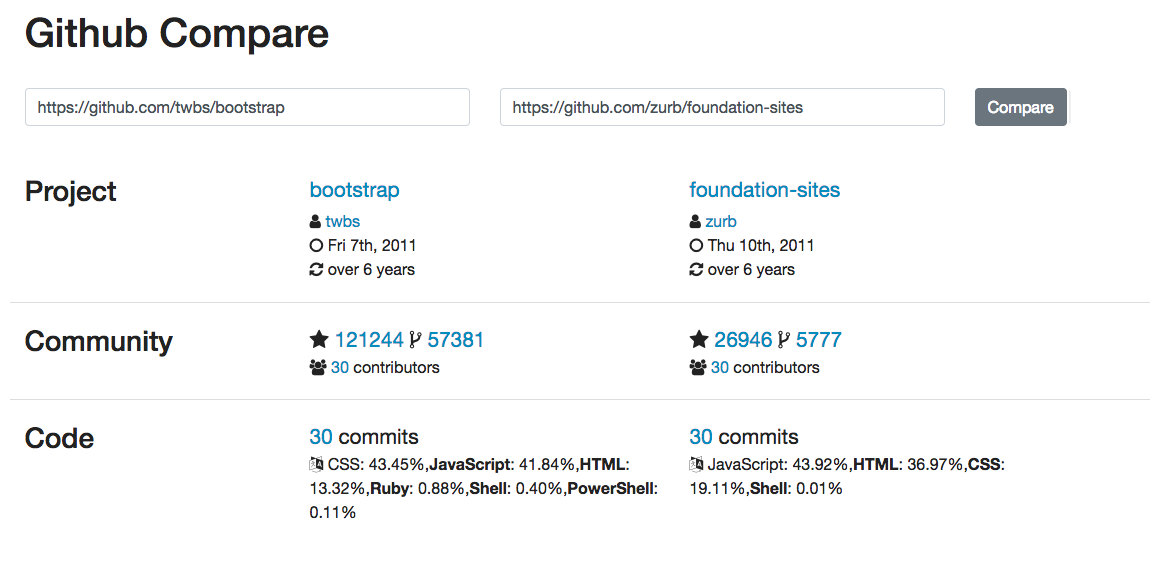 Github Compare
https://github.com/twbs/bootstrap
https://github.com/zurb/foundation-sites
Compare
Project
bootstrap
twbs
Fri 7th, 2011
over 6 years
foundation-sites
zurb
Thu 10th, 2011
over 6 years
Community
121244 57381
30 contributors
26946 5777
30 contributors
Code
30 commits
CSS: 43.45%,JavaScript: 41.84%,HTML:
13.32%,Ruby: 0.88%,Shell: 0.40%,PowerShell:
0.11%
30 commits
JavaScript: 43.92%,HTML: 36.97%,CSS:
19.11%,Shell: 0.01%